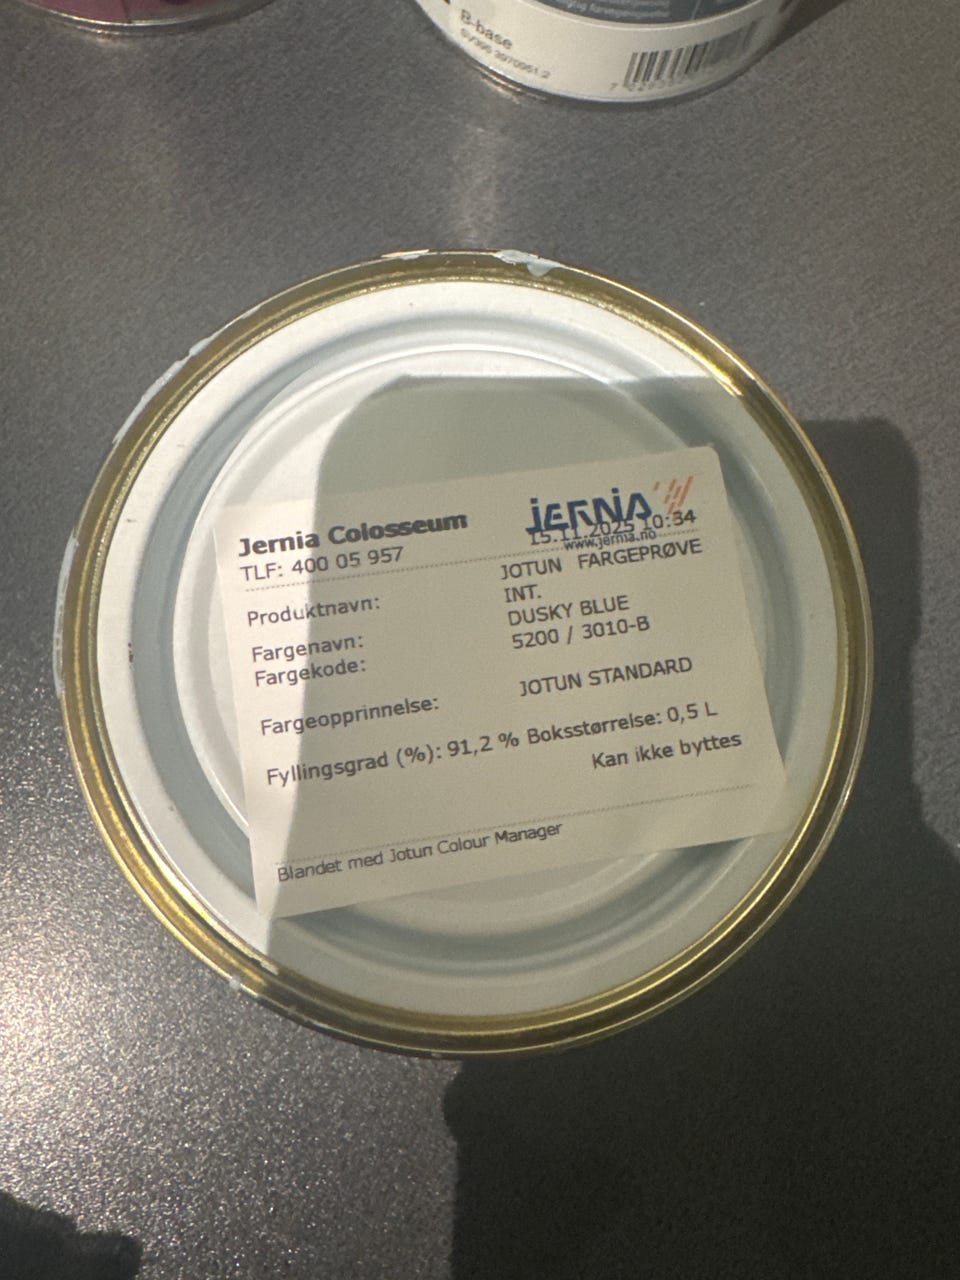 B-base
Jernia Colosseum
TLF: 400 05 957
JERNIA
15.11.2025 10:34
www.jernia.no
Produktnavn: JOTUN FARGEPRØVE
INT.
Fargenavn: DUSKY BLUE
Fargekode: 5200 / 3010-B
Fargeopprinnelse: JOTUN STANDARD
Fyllingsgrad (%): 91,2 % Boksstørrelse: 0,5 L
Kan ikke byttes
Blandet med Jotun Colour Manager